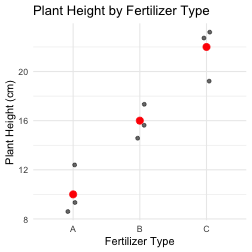 Plant Height by Fertilizer Type
Plant Height (cm)
20
16
12
8
A B C
Fertilizer Type